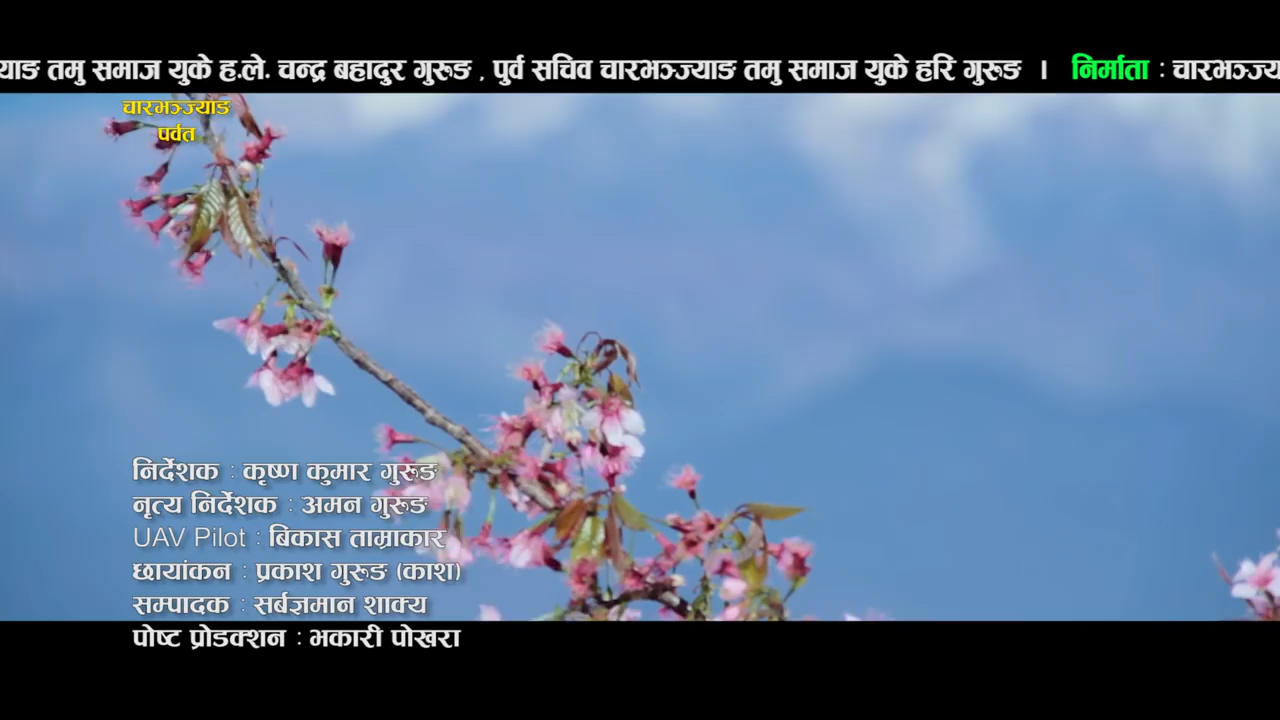 याङ तमु समाज युके ह.ले. चन्द्र बहादुर गुरुङ , पुर्व सचिव चारभञ्ज्याङ तमु समाज युके हरि गुरुङ । निर्माता : चारभञ्ज्य
चारभञ्ज्याङ
पर्वत
निर्देशक : कृष्ण कुमार गुरुङ
नृत्य निर्देशक : अमन गुरुङ
UAV Pilot : बिकास ताम्राकार
छायांकन : प्रकाश गुरुङ (काश)
सम्पादक : सर्बज्ञमान शाक्य
पोष्ट प्रोडक्शन : भकारी पोखरा